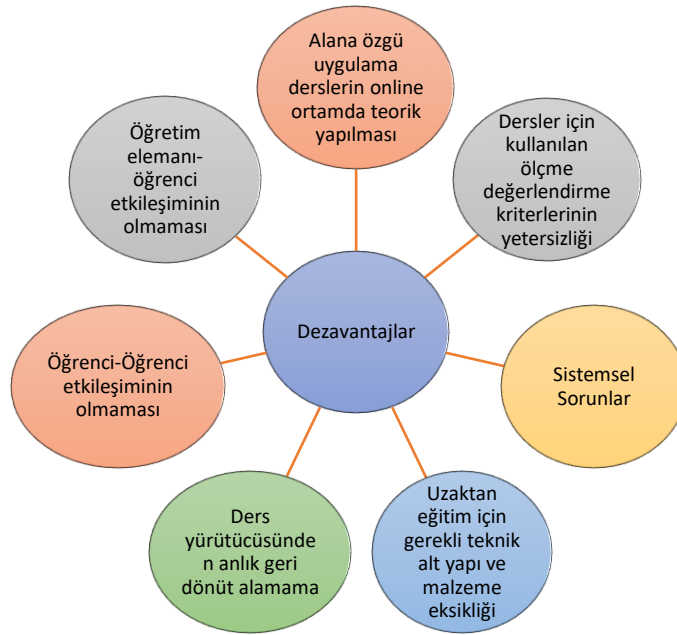 Alana özgü
uygulama
derslerin online
ortamda teorik
yapılması
Dersler için
kullanılan
ölçme
değerlendirme
kriterlerinin
yetersizliği
Sistemsel
Sorunlar
Uzaktan
eğitim için
gerekli teknik
alt yapı ve
malzeme
eksikliği
Ders
yürütücüsünde
n anlık geri
dönüt alamama
Öğrenci-Öğrenci
etkileşiminin
olmaması
Öğretim
elemanı-
öğrenci
etkileşiminin
olmaması
Dezavantajlar